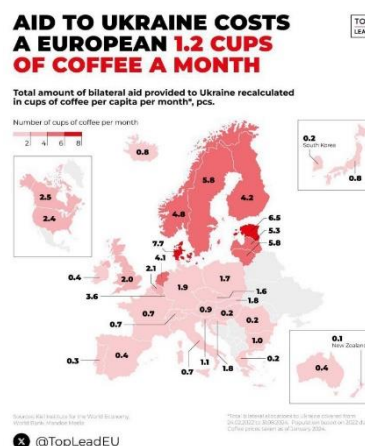 AID TO UKRAINE COSTS
A EUROPEAN 1.2 CUPS
OF COFFEE A MONTH
TO
LEA
Total amount of bilateral aid provided to Ukraine recalculated
in cups of coffee per capita per month*, pcs.
Number of cups of coffee per month
2 4 6 8
0.8
0.2
South Korea
0.8
2.5
2.4
5.8
4.8
4.2
6.5
5.3
5.8
7.7
4.1
2.1
3.6
0.4
2.0
1.9
1.7
1.6
1.8
0.7
0.7
0.9
0.2
0.2
1.0
0.3
0.4
0.7
1.1
1.8
0.2
0.1
New Zealand
0.4
@TopLeadEU